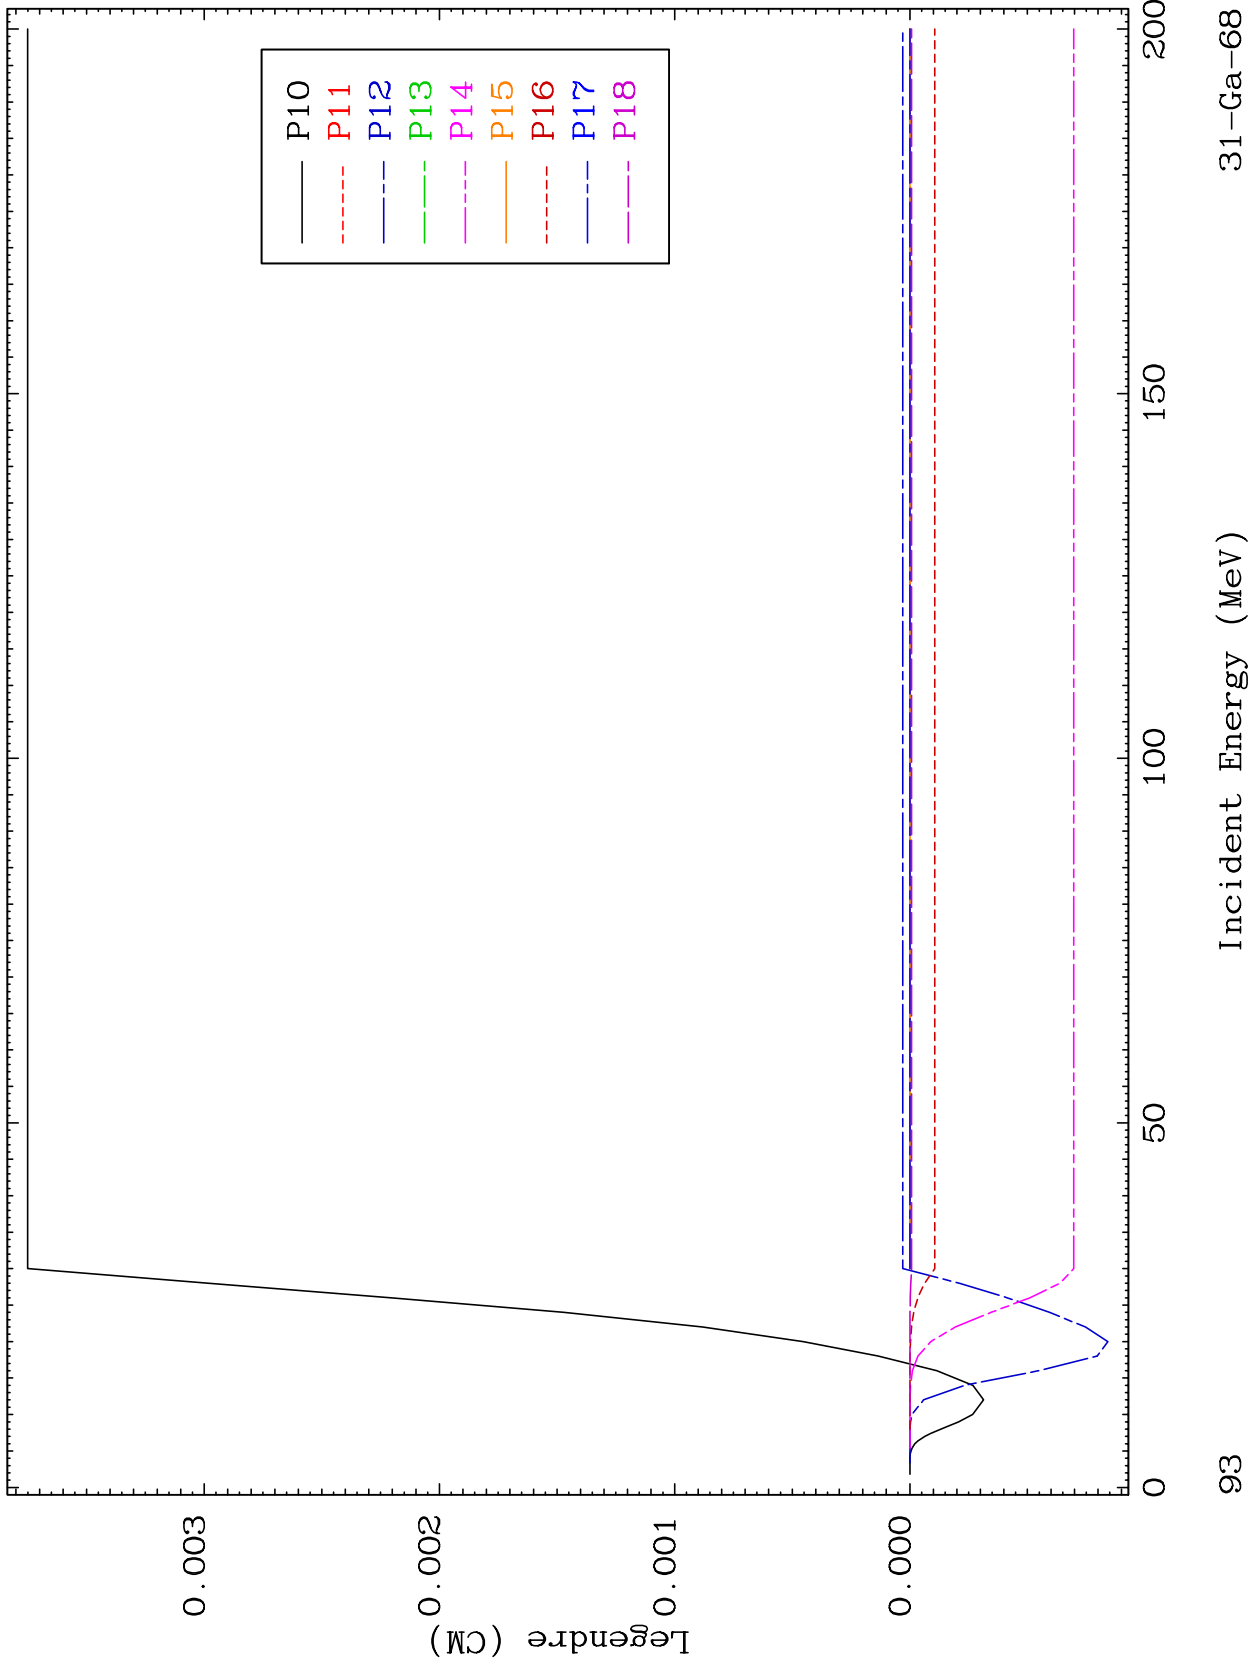 P10
P11
P12
P13
P14
P15
P16
P17
P18
Legendre (CM)
0.003
0.002
0.001
0.000
0
50
100
150
200
Incident Energy (MeV)
93
31-Ga-68